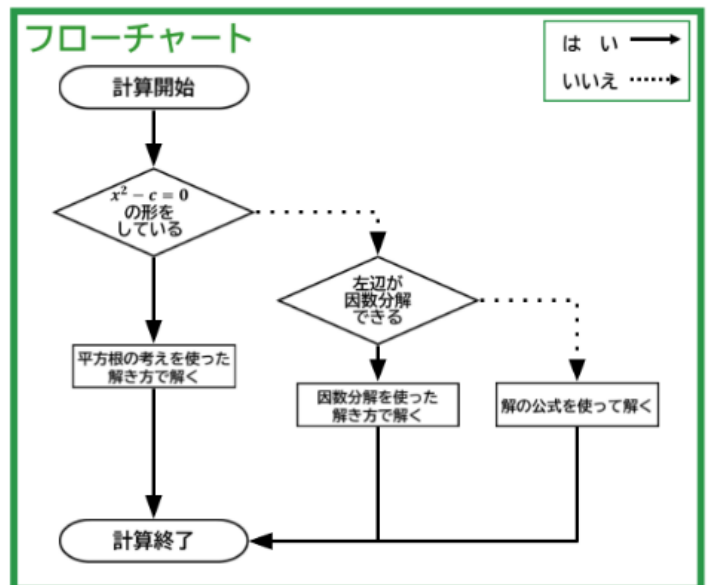 フローチャート
は い
いいえ
計算開始
x² − c = 0
の形を
している
左辺が
因数分解
できる
平方根の考えを使った
解き方で解く
因数分解を使った
解き方で解く
解の公式を使って解く
計算終了